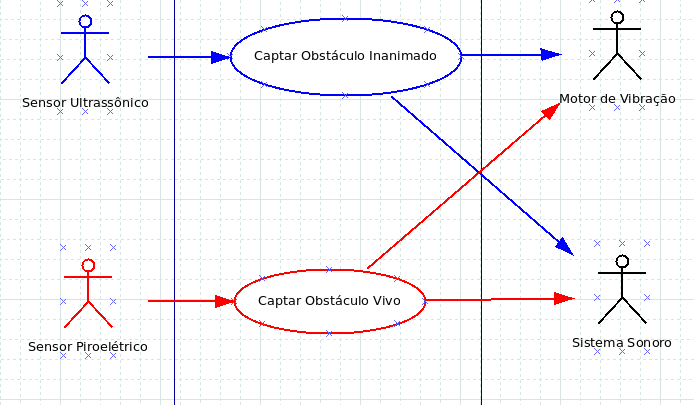 Captar Obstáculo Inanimado
Sensor Ultrassônico
Motor de Vibração
Captar Obstáculo Vivo
Sensor Piroelétrico
Sistema Sonoro